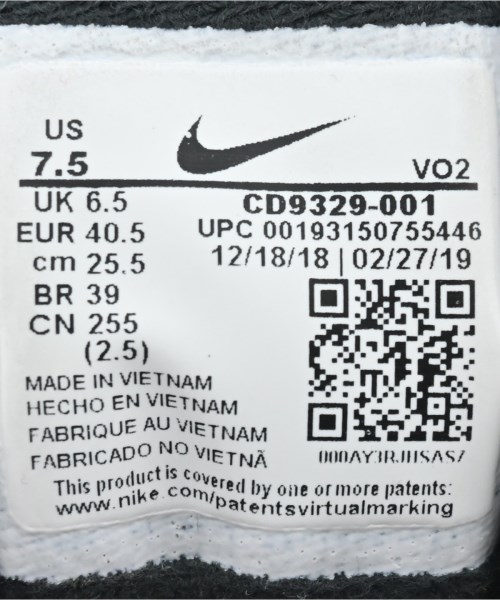 US
7.5
VO2
UK 6.5
EUR 40.5
cm 25.5
BR 39
CN 255
(2.5)
CD9329-001
UPC 00193150755446
12/18/18 | 02/27/19
MADE IN VIETNAM
HECHO EN VIETNAM
FABRIQUE AU VIETNAM
FABRICADO NO VIETNÃ
This product is covered by one or more patents:
www.nike.com/patentsvirtualmarking